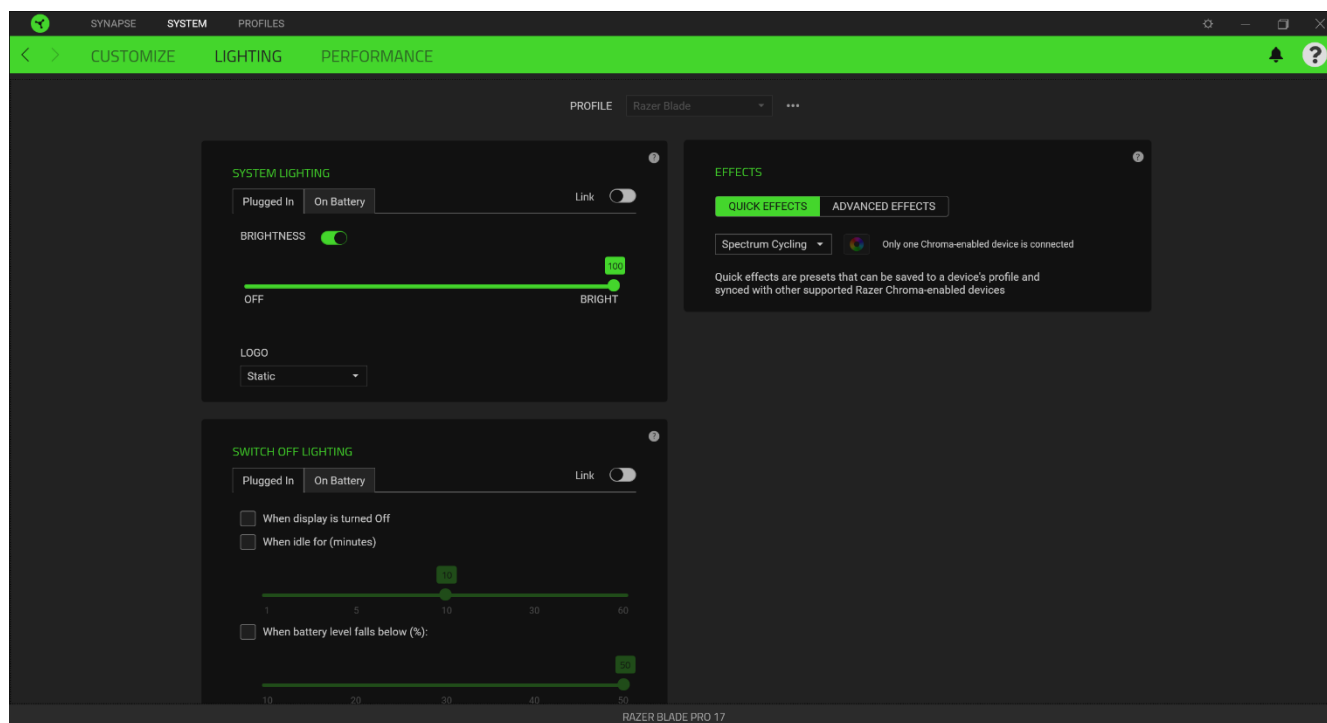 SYNAPSE SYSTEM PROFILES
CUSTOMIZE LIGHTING PERFORMANCE
?
PROFILE Razer Blade
?
SYSTEM LIGHTING
Plugged In On Battery Link
BRIGHTNESS
100
OFF BRIGHT
LOGO
Static
?
EFFECTS
QUICK EFFECTS ADVANCED EFFECTS
Spectrum Cycling Only one Chroma-enabled device is connected
Quick effects are presets that can be saved to a device's profile and
synced with other supported Razer Chroma-enabled devices
?
SWITCH OFF LIGHTING
Plugged In On Battery Link
When display is turned Off
When idle for (minutes)
10
1 5 10 30 60
When battery level falls below (%):
50
10 20 30 40 50
RAZER BLADE PRO 17